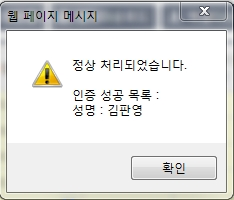 웹 페이지 메시지
정상 처리되었습니다.
인증 성공 목록 :
성명 : 김판영
확인